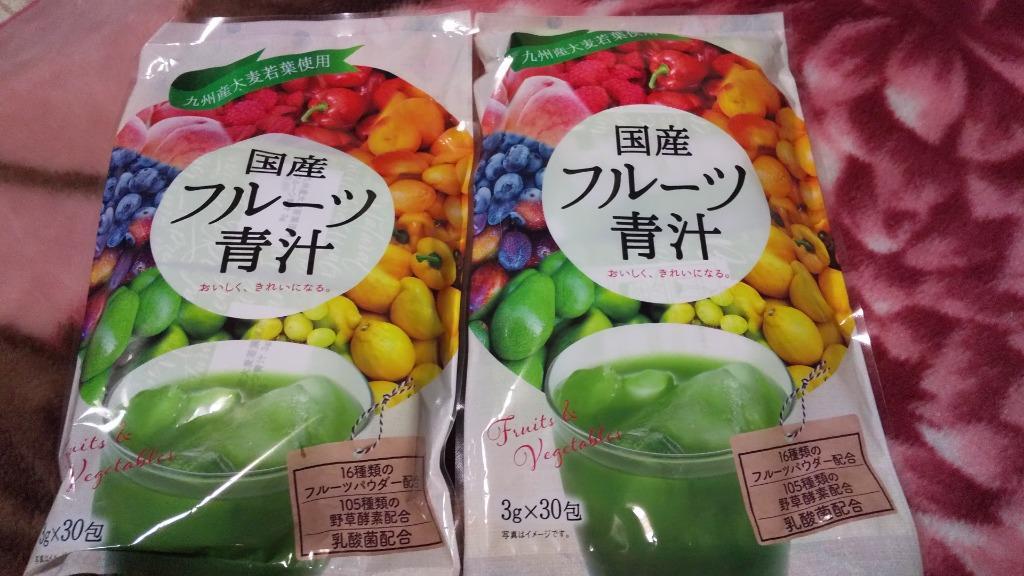 九州産大麦若葉使用
国産
フルーツ
青汁
おいしく、きれいになる。
Fruits &
Vegetables
16種類の
フルーツパウダー配合
105種類の
野草酵素配合
乳酸菌配合
3g×30包
九州産大麦若葉使用
国産
フルーツ
青汁
おいしく、きれいになる。
Fruits &
Vegetables
16種類の
フルーツパウダー配合
105種類の
野草酵素配合
乳酸菌配合
3g×30包
写真はイメージです。